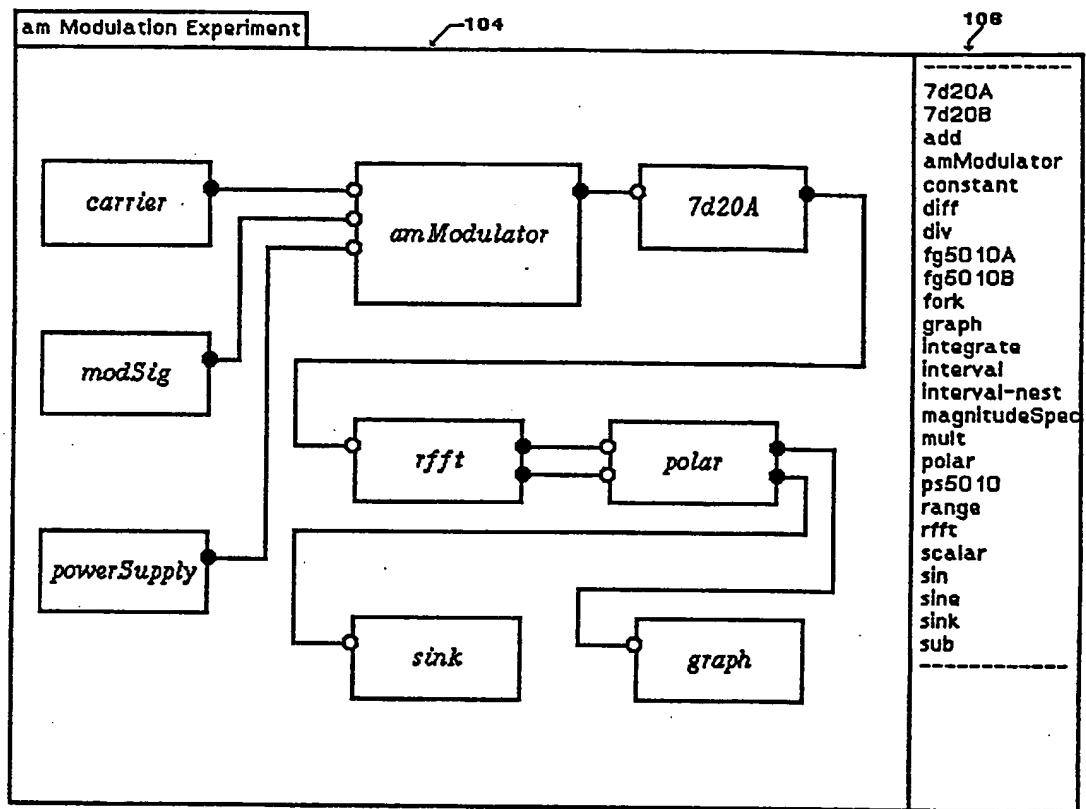 am Modulation Experiment
104
106
carrier
amModulator
7d20A
modSig
rfft
polar
powerSupply
sink
graph
-------------
7d20A
7d20B
add
amModulator
constant
diff
div
fg5010A
fg5010B
fork
graph
integrate
interval
interval-nest
magnitudeSpec
mult
polar
ps5010
range
rfft
scalar
sin
sine
sink
sub
-------------